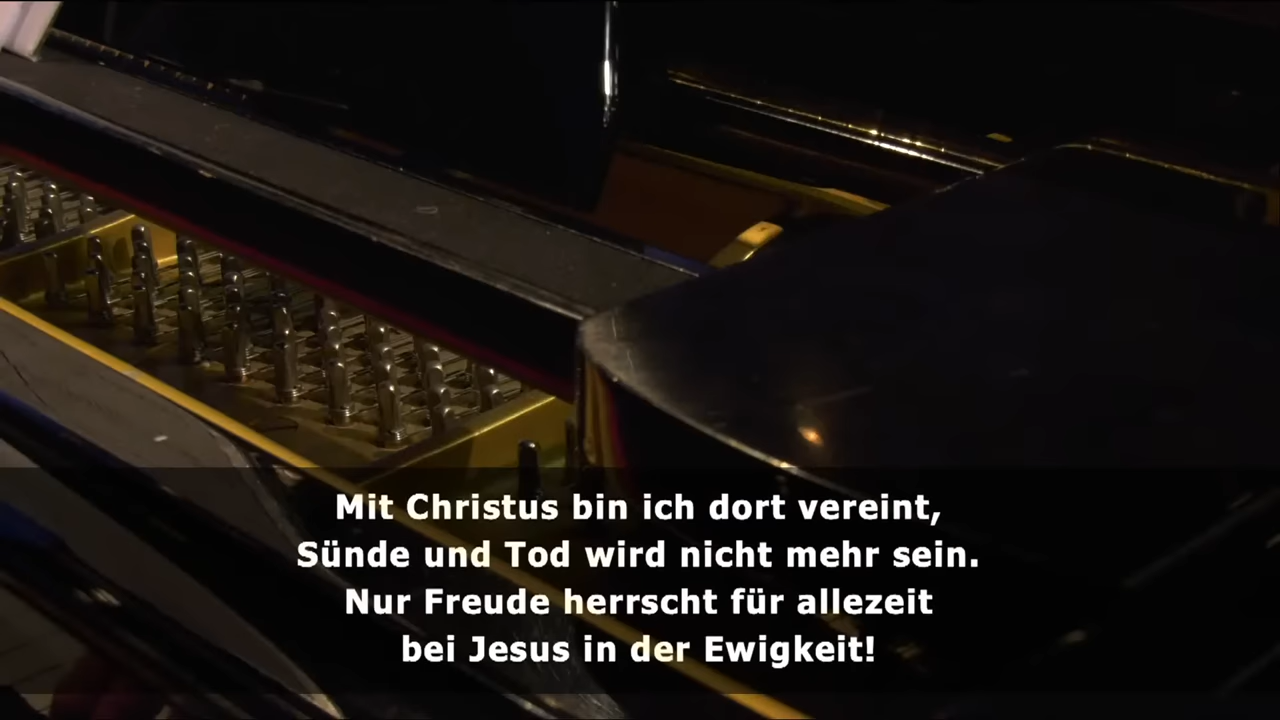 Mit Christus bin ich dort vereint,
Sünde und Tod wird nicht mehr sein.
Nur Freude herrscht für allezeit
bei Jesus in der Ewigkeit!